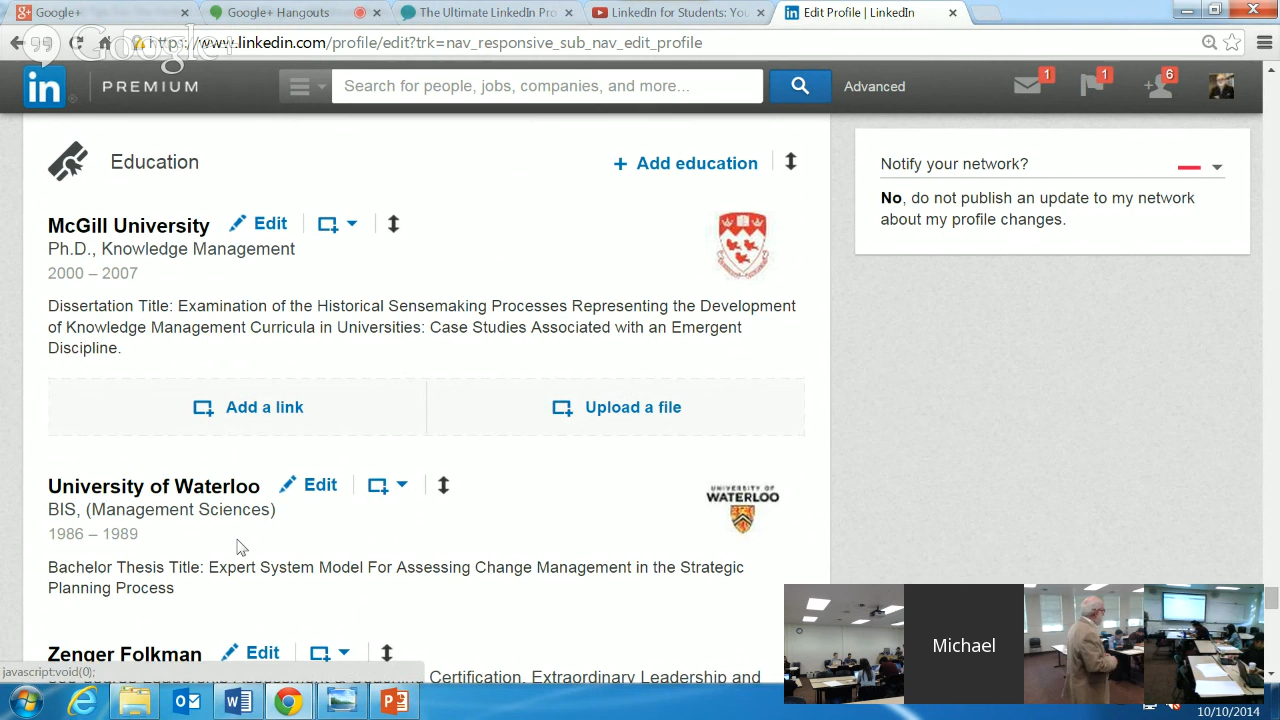 Google+
Google+ Hangouts
The Ultimate LinkedIn Pro
LinkedIn for Students: You
Edit Profile | LinkedIn
Google+
https://www.linkedin.com/profile/edit?trk=nav_responsive_sub_nav_edit_profile
in
PREMIUM
Search for people, jobs, companies, and more...
Advanced
1
1
6
Education
Add education
Notify your network?
No, do not publish an update to my network
about my profile changes.
McGill University
Edit
Ph.D., Knowledge Management
2000 – 2007
Dissertation Title: Examination of the Historical Sensemaking Processes Representing the Development
of Knowledge Management Curricula in Universities: Case Studies Associated with an Emergent
Discipline.
Add a link
Upload a file
University of Waterloo
Edit
BIS, (Management Sciences)
1986 – 1989
UNIVERSITY OF
WATERLOO
Bachelor Thesis Title: Expert System Model For Assessing Change Management in the Strategic
Planning Process
Zenger Folkman
Edit
Certification, Extraordinary Leadership and
javascript:void(0);
Michael
10/10/2014